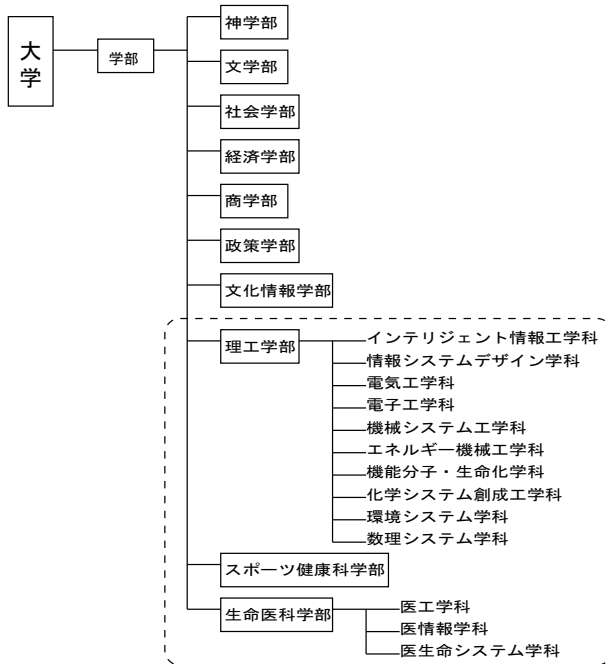 大学
学部
神学部
文学部
社会学部
経済学部
商学部
政策学部
文化情報学部
理工学部
インテリジェント情報工学科
情報システムデザイン学科
電気工学科
電子工学科
機械システム工学科
エネルギー機械工学科
機能分子・生命化学科
化学システム創成工学科
環境システム学科
数理システム学科
スポーツ健康科学部
生命医科学部
医工学科
医情報学科
医生命システム学科